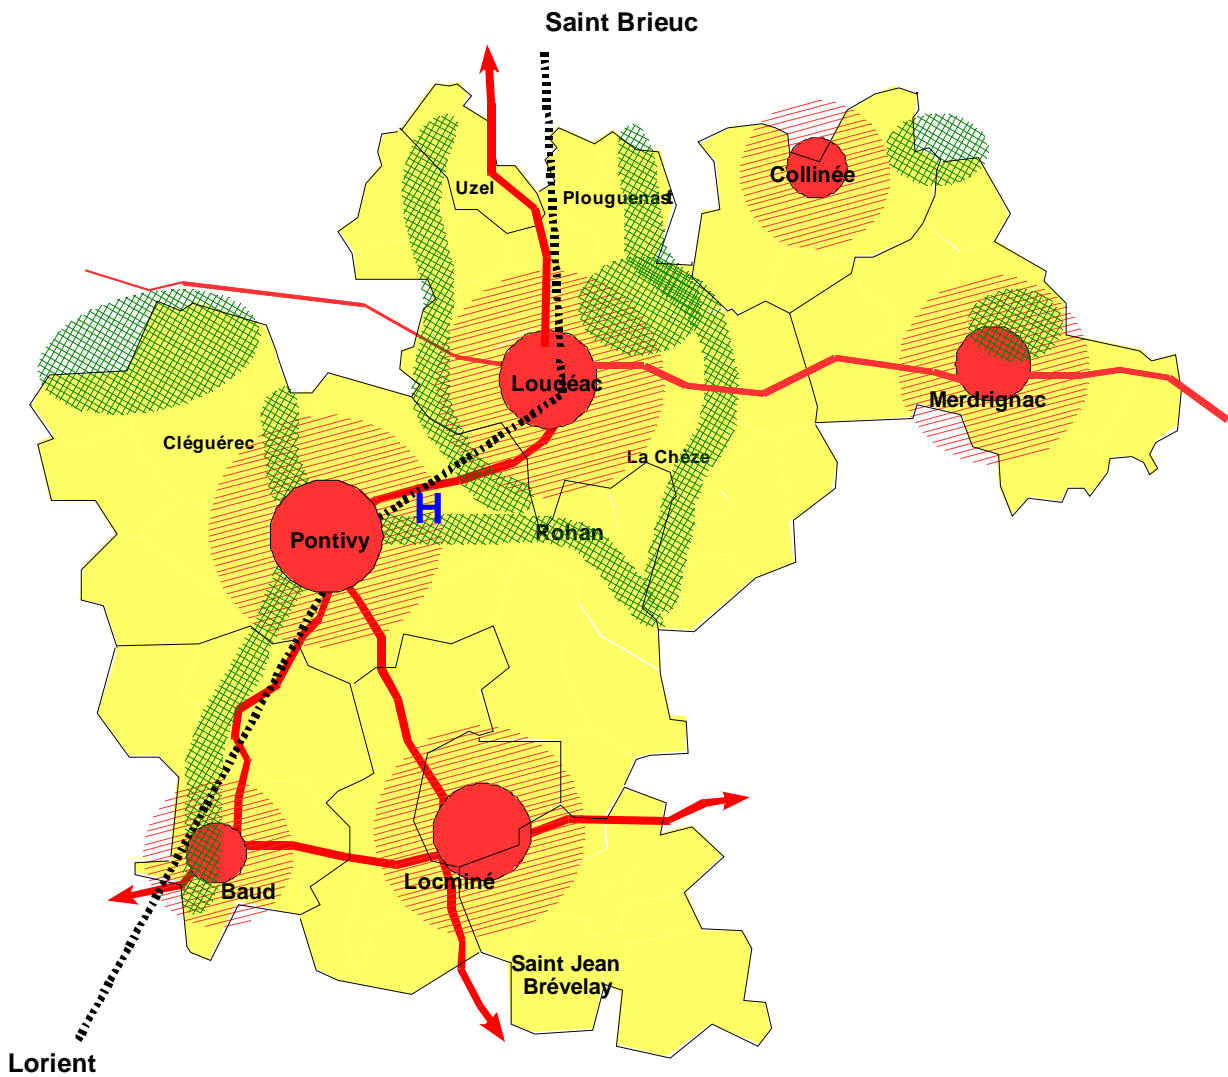 Saint Brieuc
Collinée
Uzel
Plouguenast
Loudéac
Merdrignac
Cléguérec
La Chèze
H
Rohan
Pontivy
Locminé
Baud
Saint Jean
Brévelay
Lorient